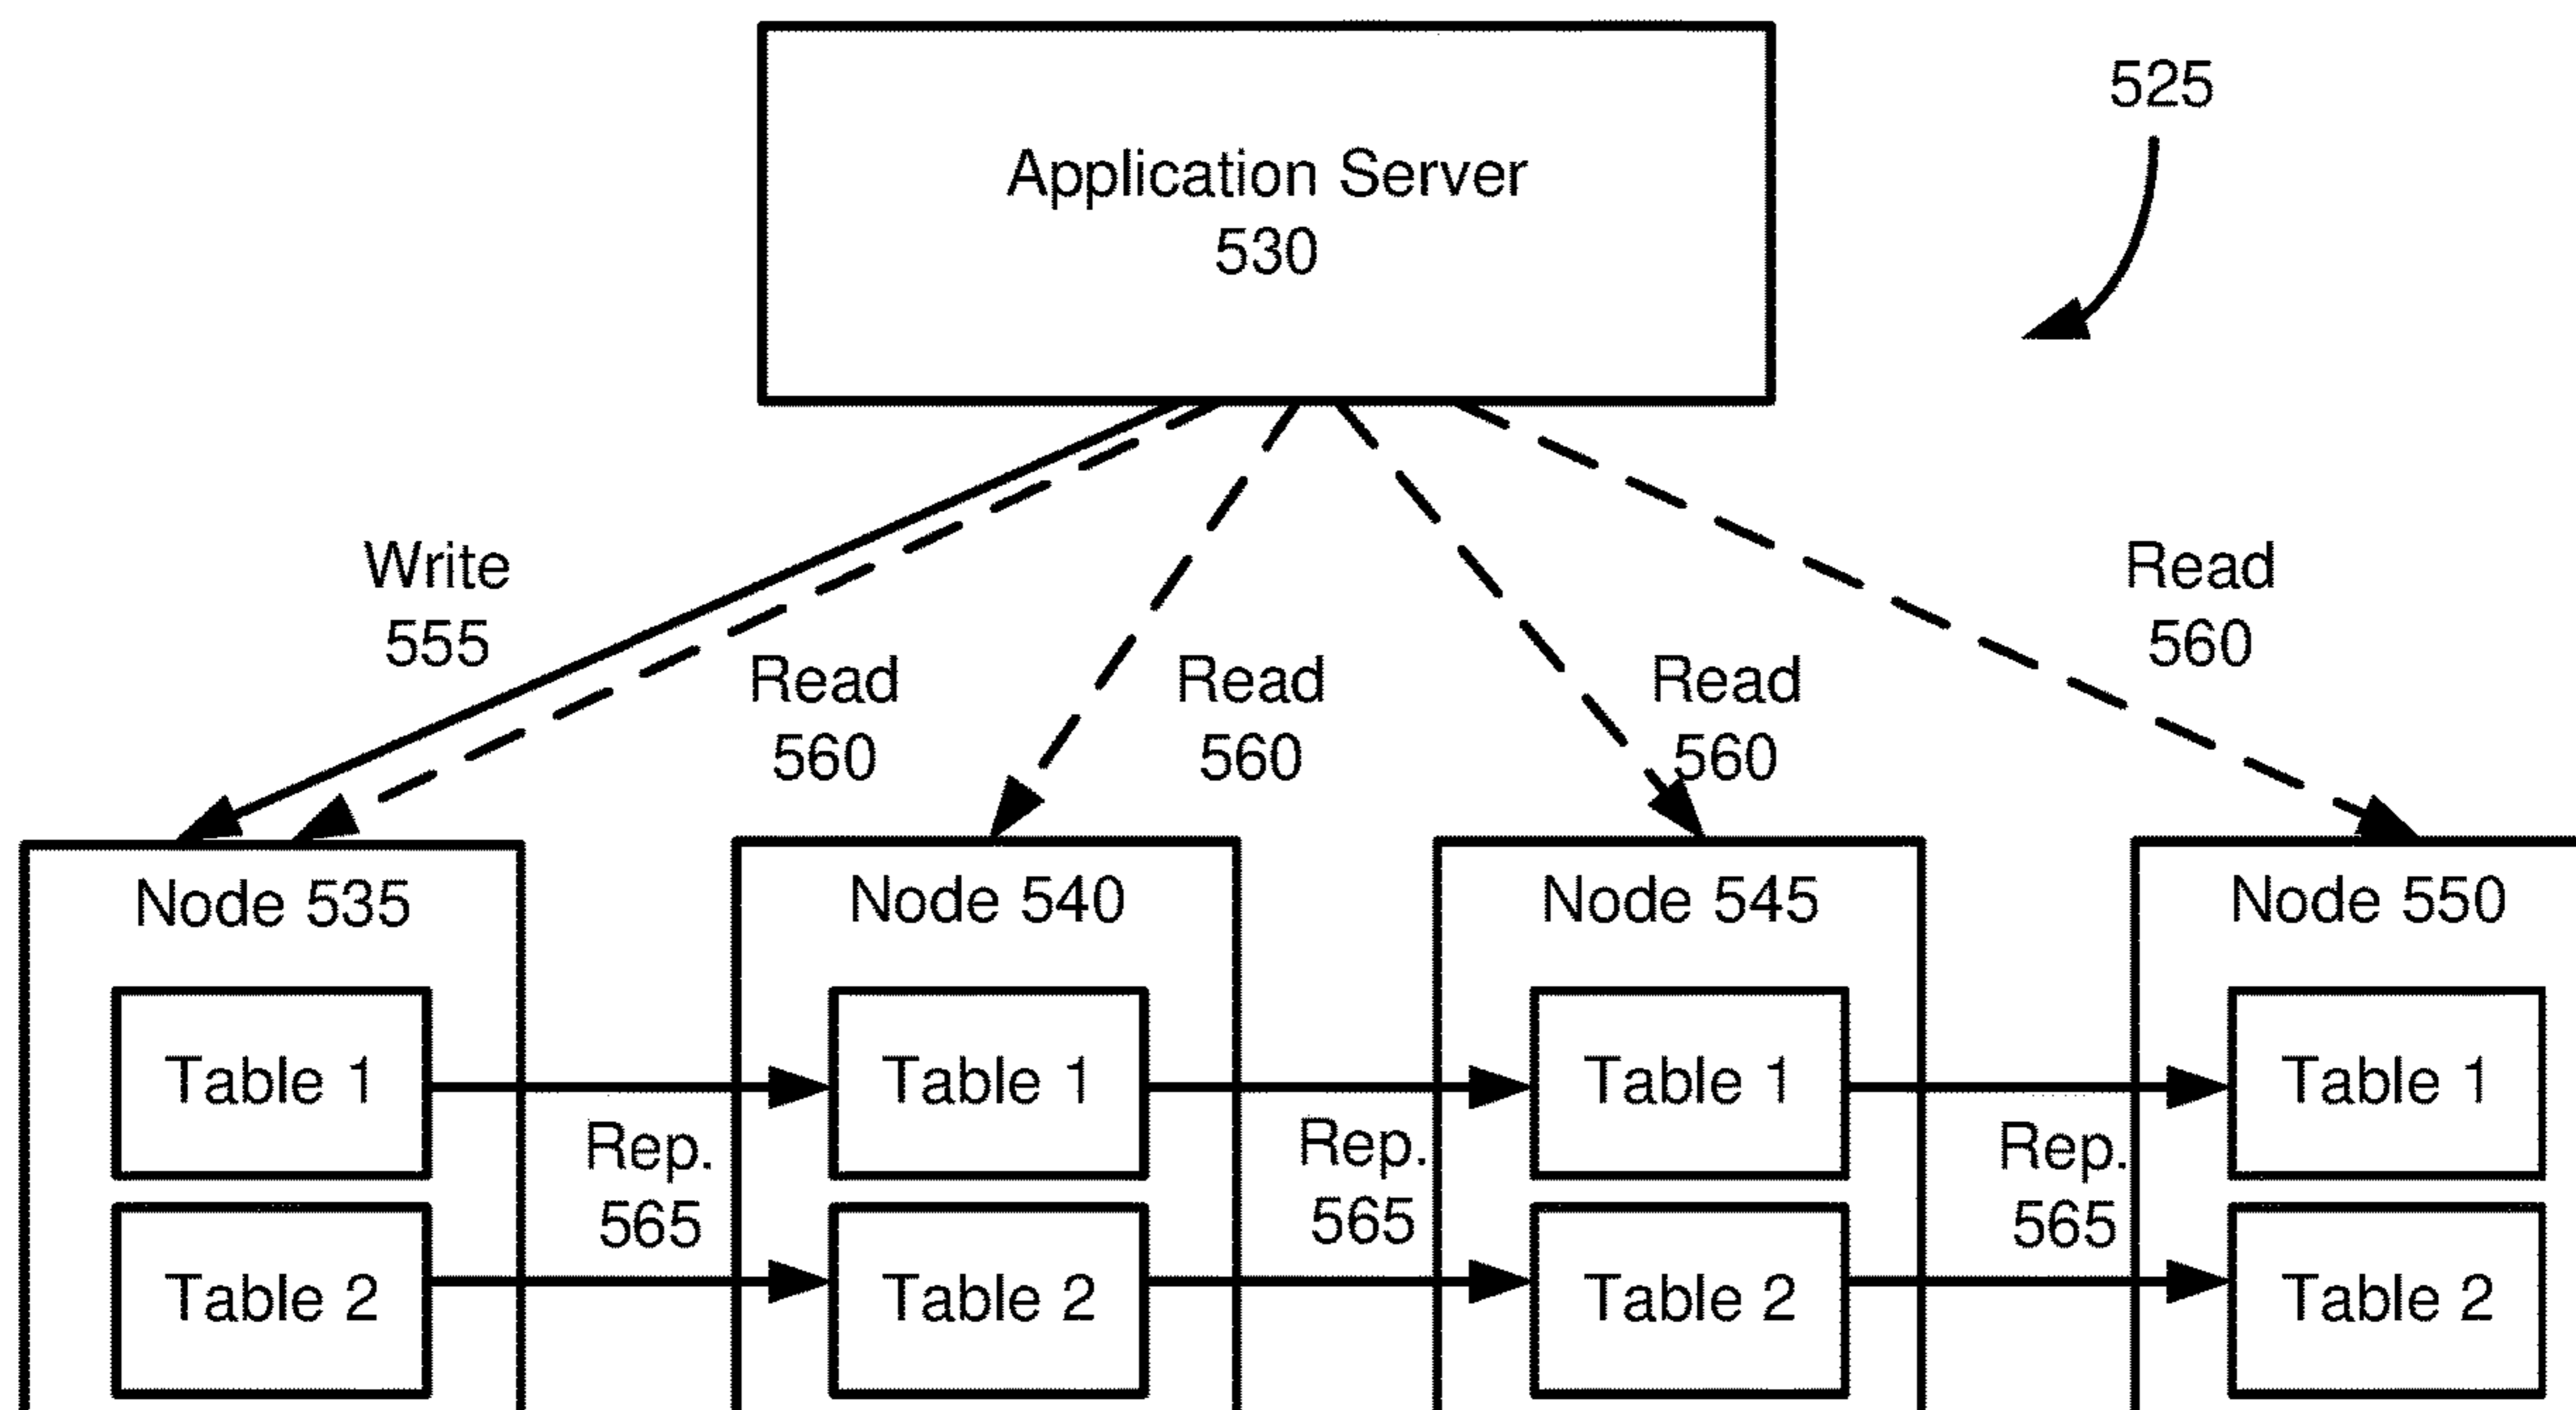 525
Application Server
530
Write
555
Read
560
Read
560
Read
560
Read
560
Node 535
Node 540
Node 545
Node 550
Table 1
Table 1
Table 1
Table 1
Rep.
565
Rep.
565
Rep.
565
Table 2
Table 2
Table 2
Table 2